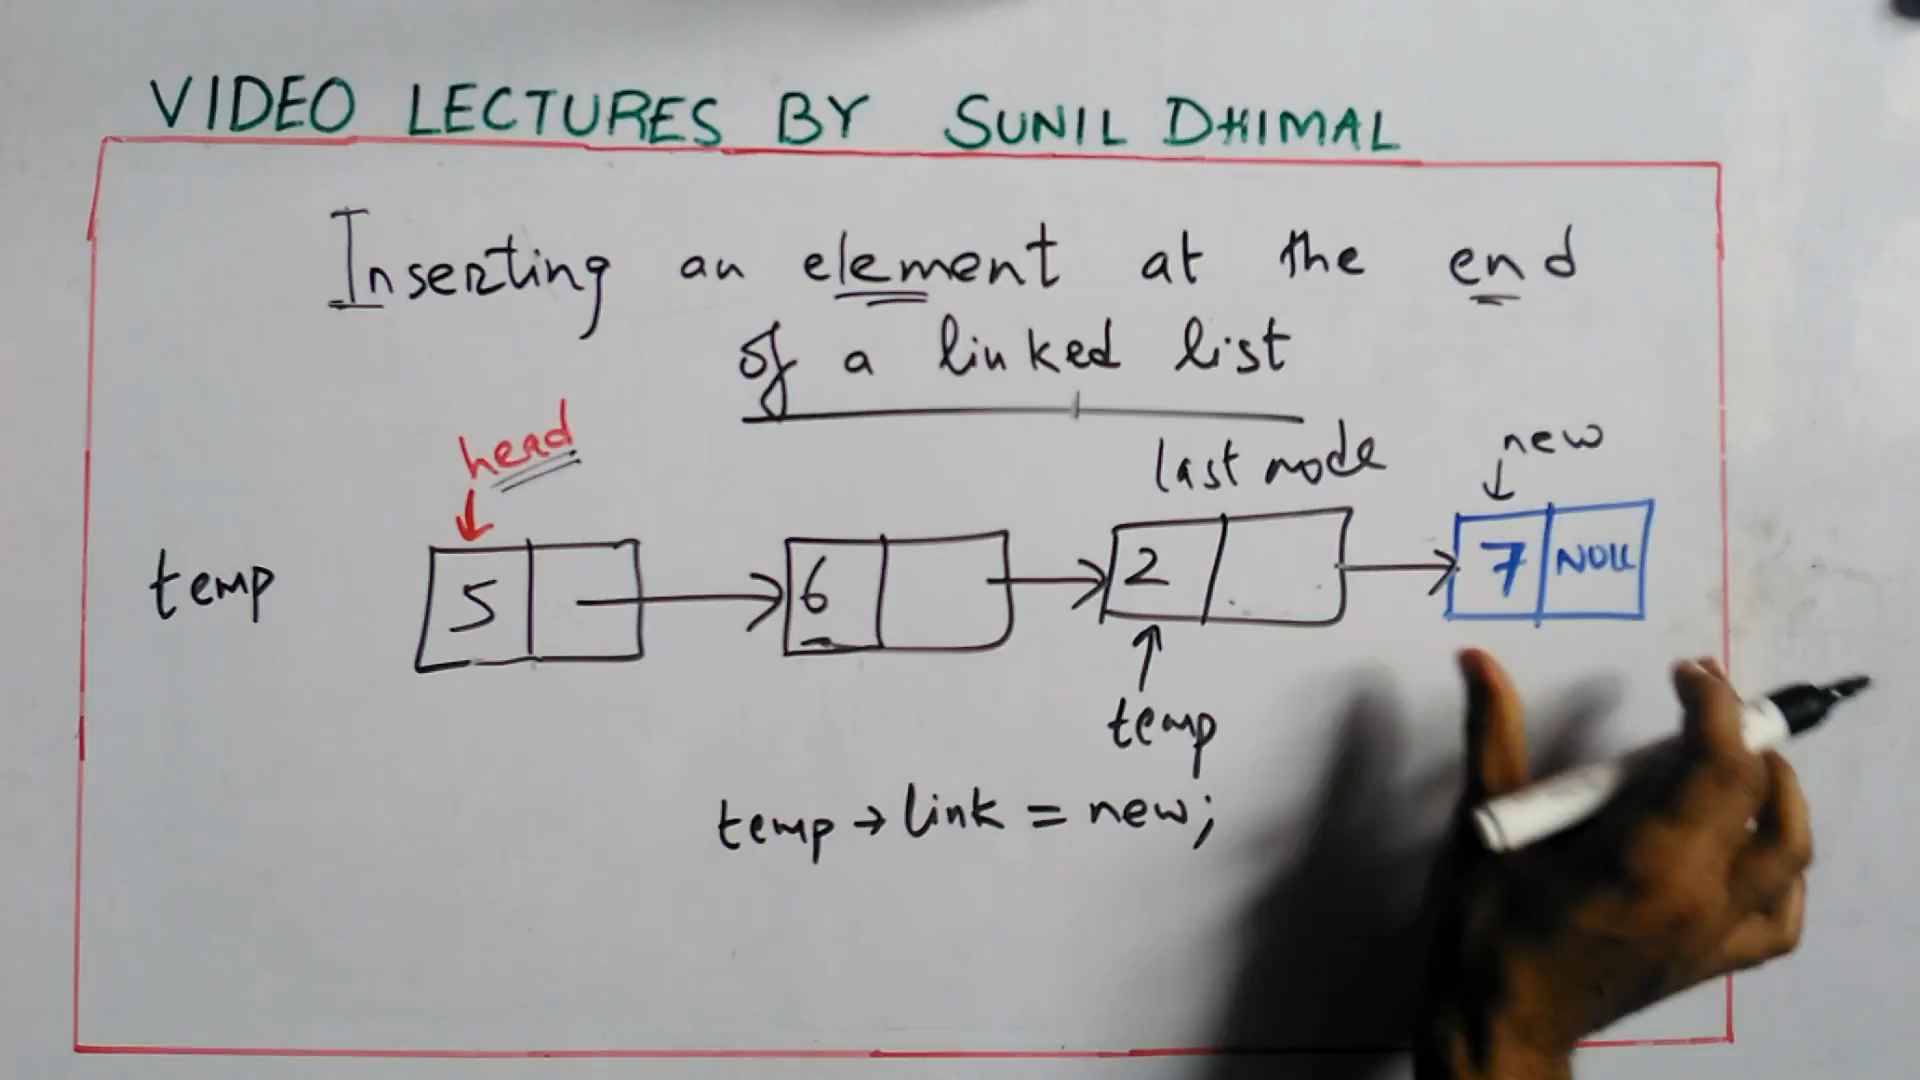 VIDEO LECTURES BY SUNIL DHIMAL
Inserting an element at the end
of a linked list
head
last node
new
temp
5
6
2
7 NULL
temp
temp → link = new;